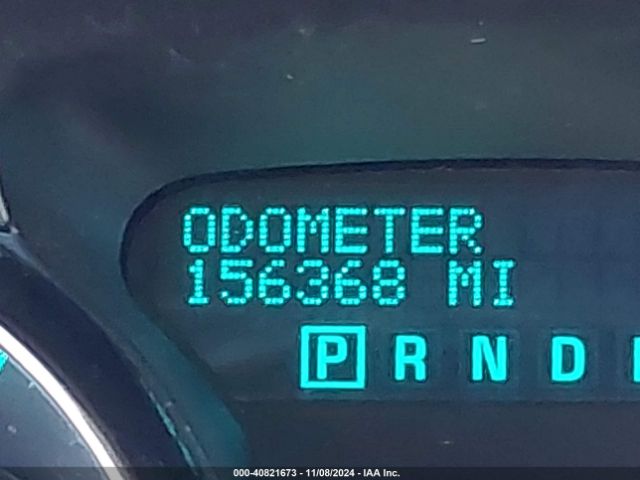 ODOMETER
156368 MI
P R N D
000-40821673 - 11/08/2024 - IAA Inc.